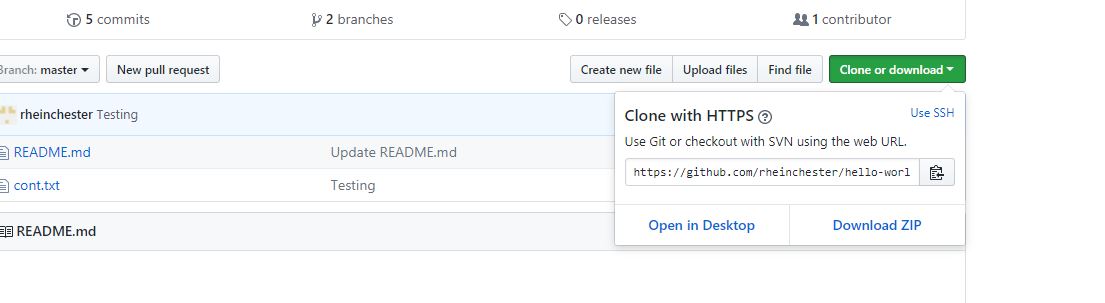 5 commits 2 branches 0 releases 1 contributor
Branch: master New pull request Create new file Upload files Find file Clone or download
rheinchester Testing
Clone with HTTPS ? Use SSH
Use Git or checkout with SVN using the web URL.
README.md Update README.md
https://github.com/rheinchester/hello-worl
cont.txt Testing
Open in Desktop Download ZIP
README.md